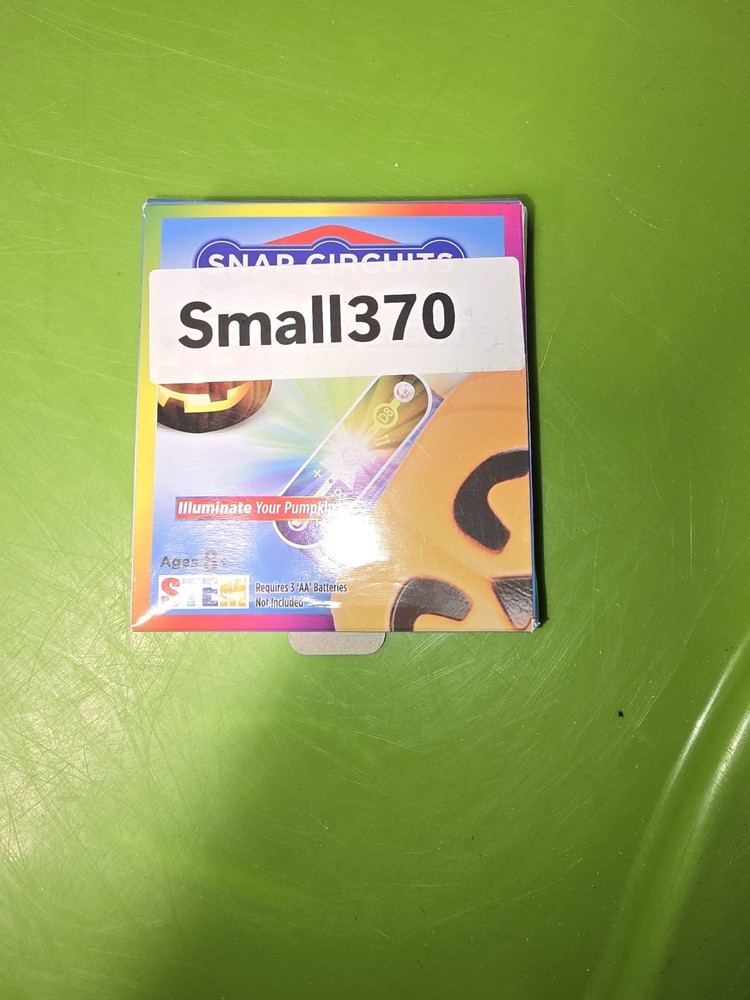 SNAP CIRCUITS
Small370
D8
Illuminate Your Pumpkin
Ages 8+
STEM
Requires 3 'AA' Batteries
Not Included